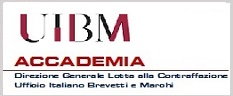 UIBM
ACCADEMIA
Direzione Generale Lotta alla Contraffazione
Ufficio Italiano Brevetti e Marchi